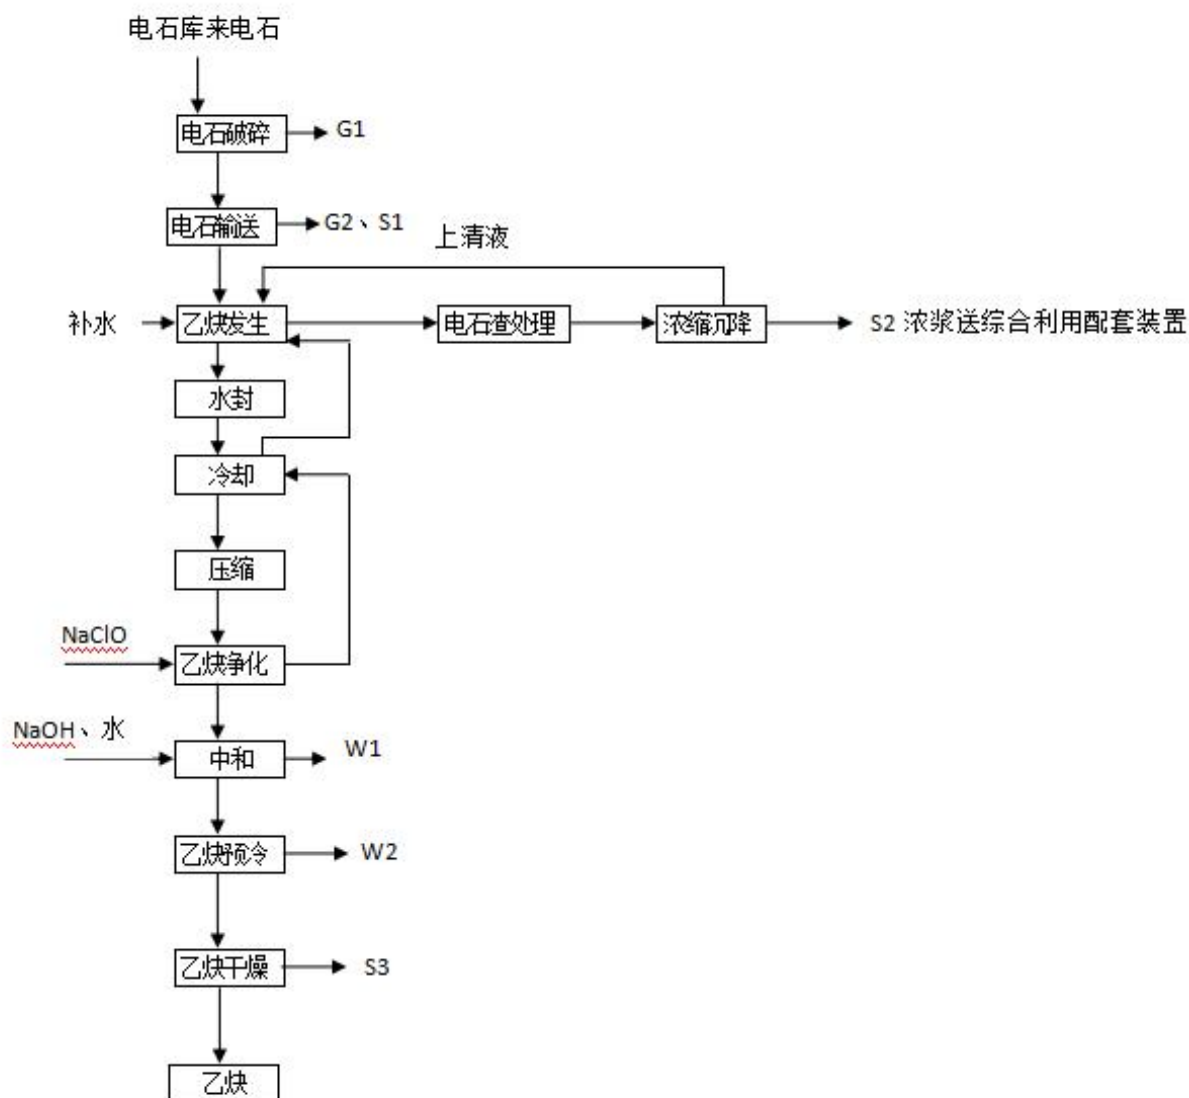 电石库来电石
电石破碎
G1
电石输送
G2、S1
上清液
补水
乙炔发生
电石查处理
浓缩沉降
S2 浓浆送综合利用配套装置
水封
冷却
压缩
NaClO
乙炔净化
NaOH、水
中和
W1
乙炔预冷
W2
乙炔干燥
S3
乙炔